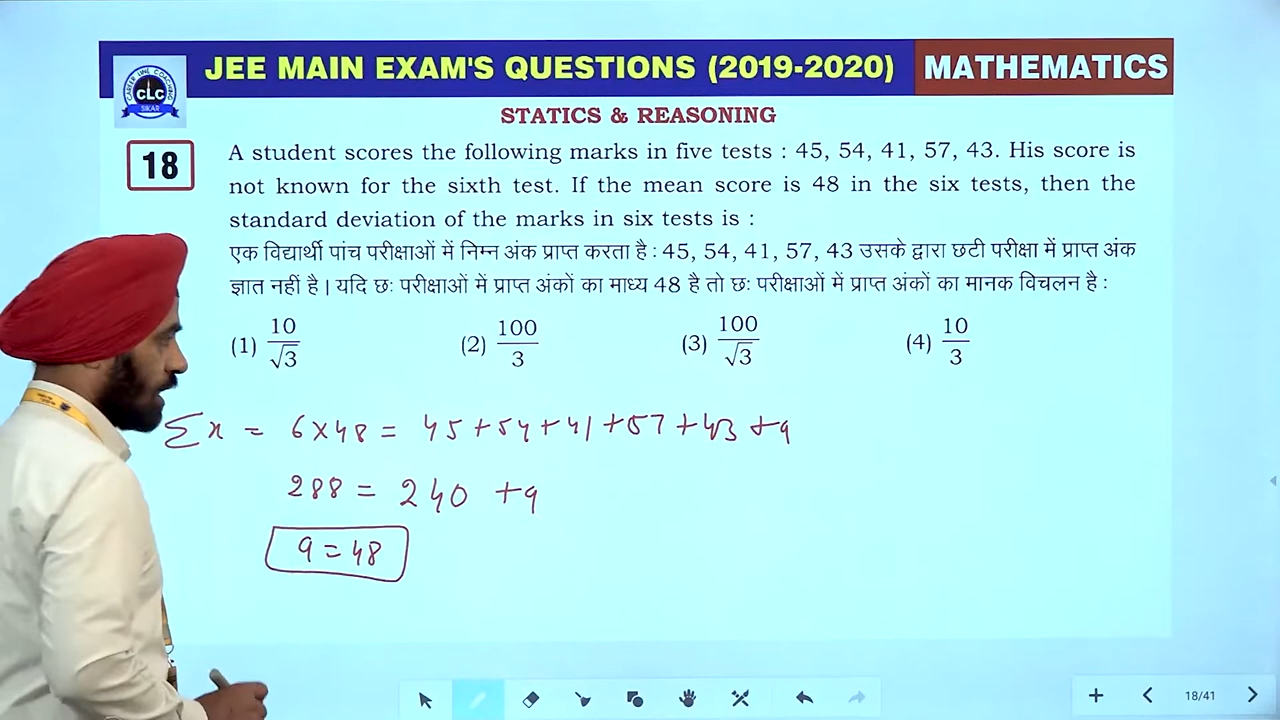 JEE MAIN EXAM'S QUESTIONS (2019-2020) MATHEMATICS
CAREER LINE COACHING
CLC
SIKAR
STATICS & REASONING
18
A student scores the following marks in five tests : 45, 54, 41, 57, 43. His score is
not known for the sixth test. If the mean score is 48 in the six tests, then the
standard deviation of the marks in six tests is :
एक विद्यार्थी पांच परीक्षाओं में निम्न अंक प्राप्त करता है : 45, 54, 41, 57, 43 उसके द्वारा छटी परीक्षा में प्राप्त अंक
ज्ञात नहीं है। यदि छः परीक्षाओं में प्राप्त अंकों का माध्य 48 है तो छः परीक्षाओं में प्राप्त अंकों का मानक विचलन है :
(1) 10/√3 (2) 100/3 (3) 100/√3 (4) 10/3
∑x = 6×48 = 45+54+41+57+43+a
288 = 240 +a
a=48
18/41